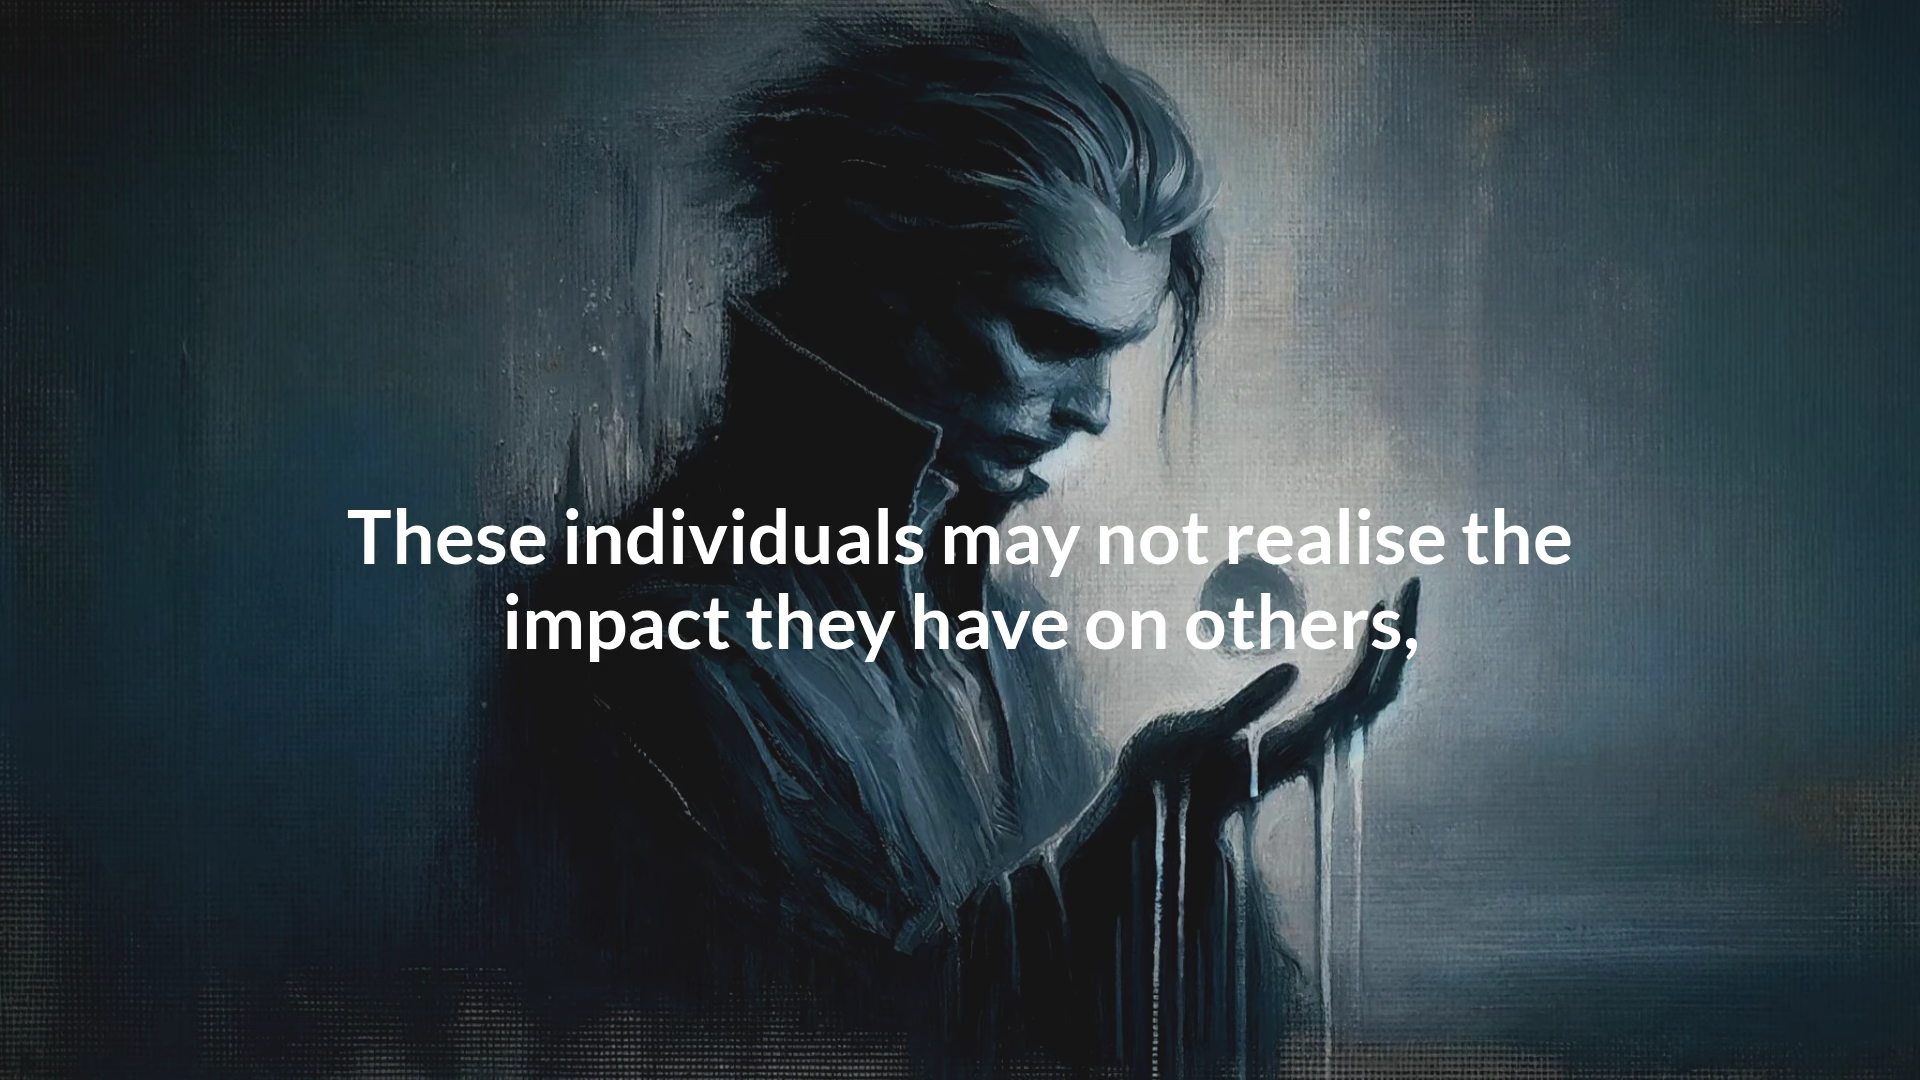 These individuals may not realise the
impact they have on others,